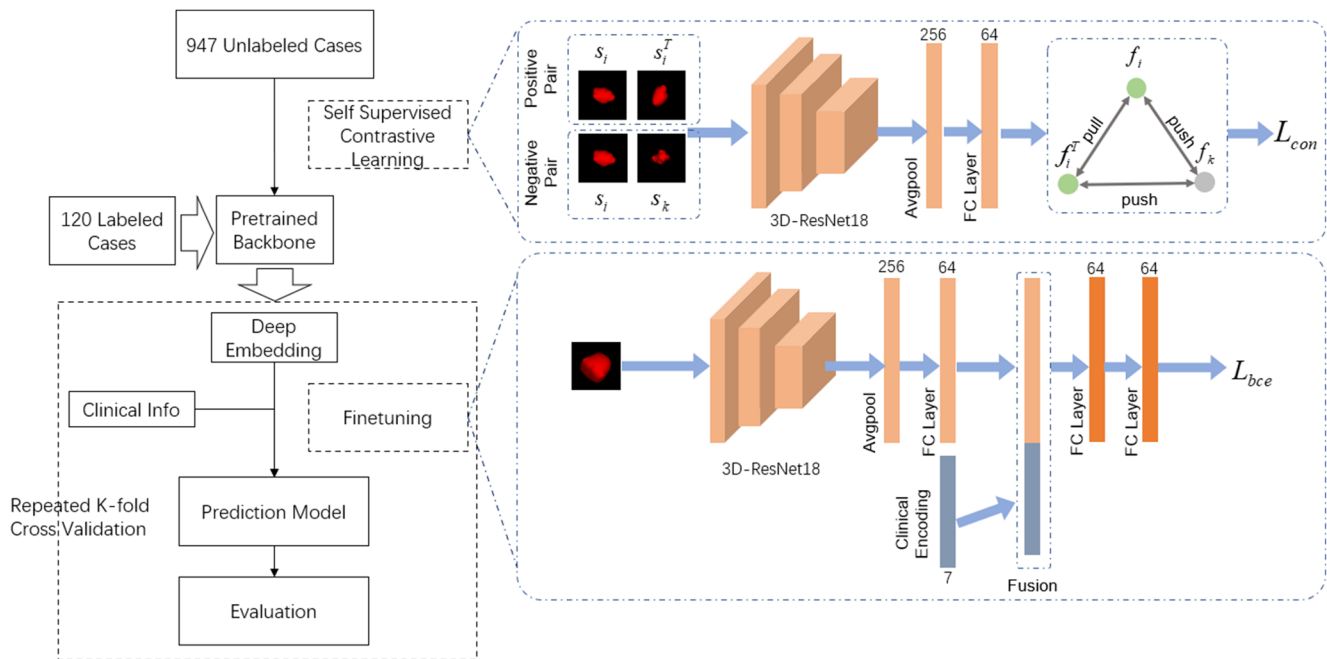 947 Unlabeled Cases
Self Supervised
Contrastive
Learning
120 Labeled
Cases
Pretrained
Backbone
Deep
Embedding
Clinical Info
Finetuning
Repeated K-fold
Cross Validation
Prediction Model
Evaluation
Positive
Pair
s_i
s_i^T
Negative
Pair
s_i
s_k
3D-ResNet18
256
Avgpool
64
FC Layer
f_i
pull
push
f_i^T
f_k
push
L_con
3D-ResNet18
256
Avgpool
64
FC Layer
Clinical
Encoding
7
Fusion
64
FC Layer
64
FC Layer
L_bce